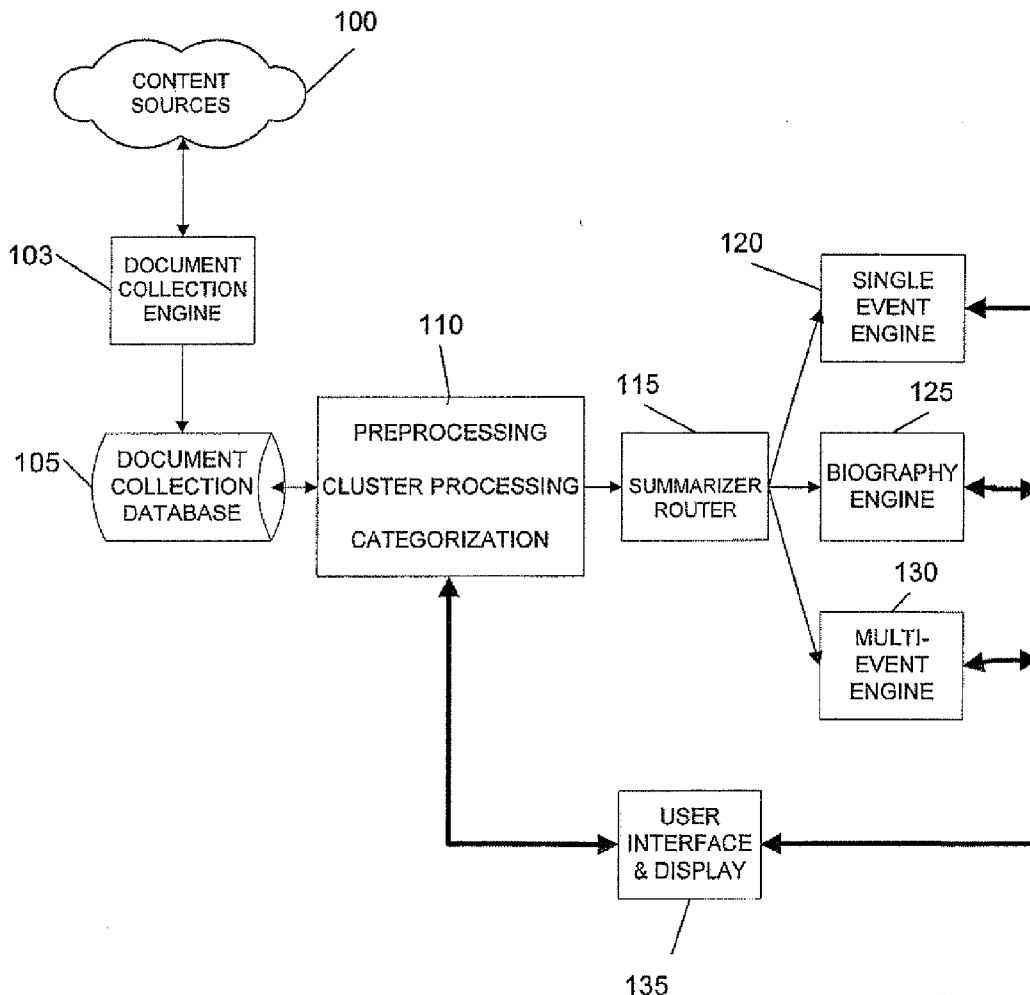 100
CONTENT
SOURCES
103
DOCUMENT
COLLECTION
ENGINE
120
SINGLE
EVENT
ENGINE
110
115
125
105
DOCUMENT
COLLECTION
DATABASE
PREPROCESSING
CLUSTER PROCESSING
CATEGORIZATION
SUMMARIZER
ROUTER
BIOGRAPHY
ENGINE
130
MULTI-
EVENT
ENGINE
USER
INTERFACE
& DISPLAY
135